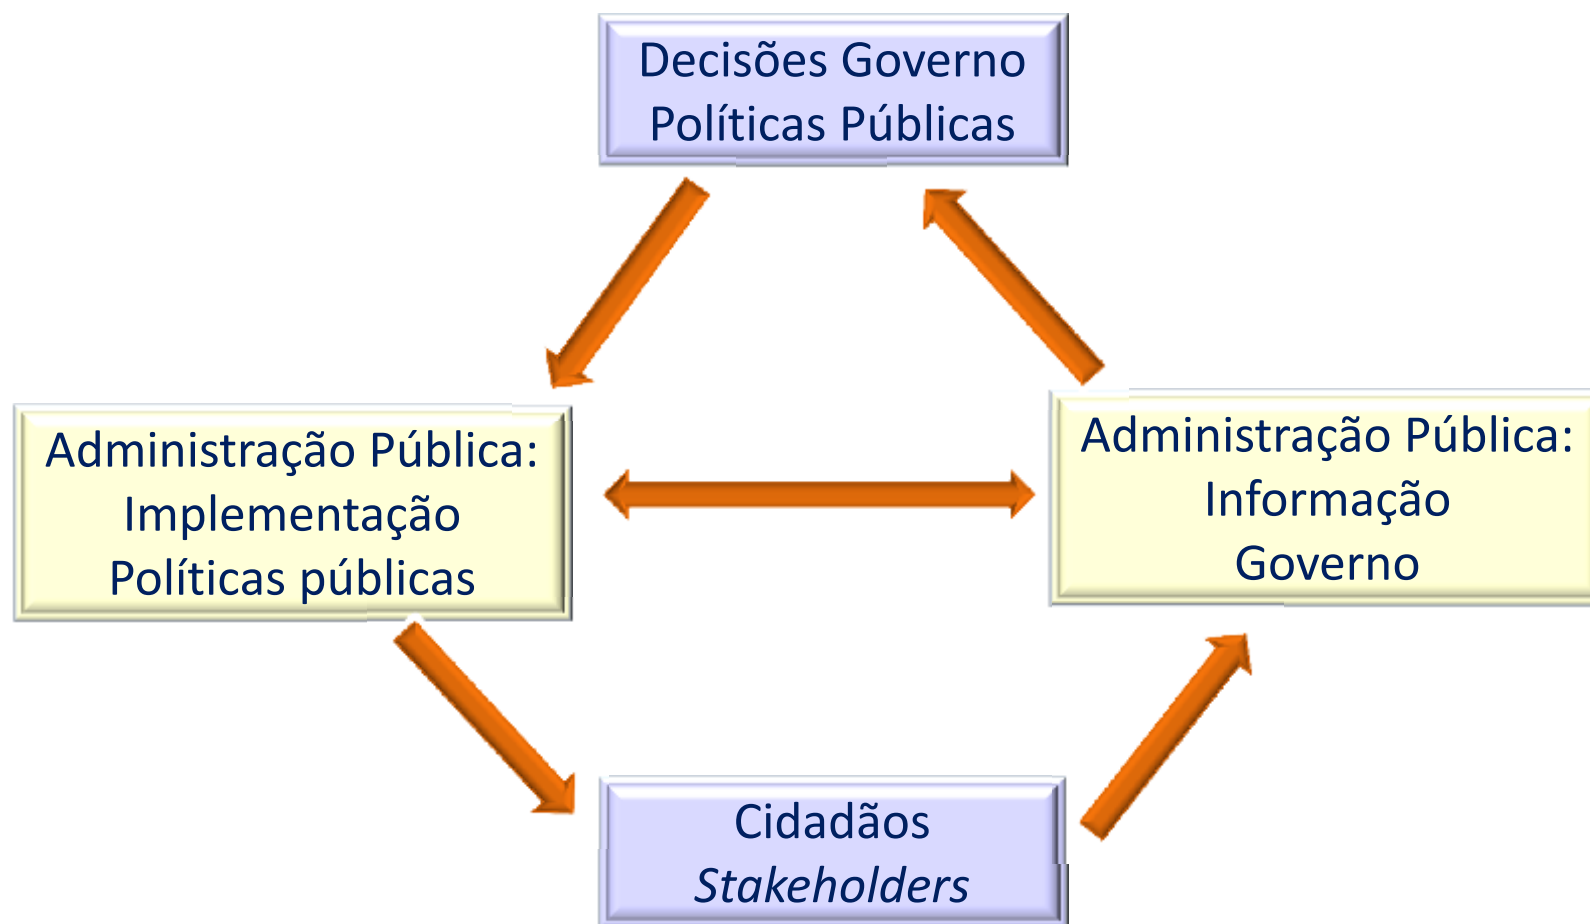 Decisões Governo
Políticas Públicas
Administração Pública:
Implementação
Políticas públicas
Administração Pública:
Informação
Governo
Cidadãos
Stakeholders